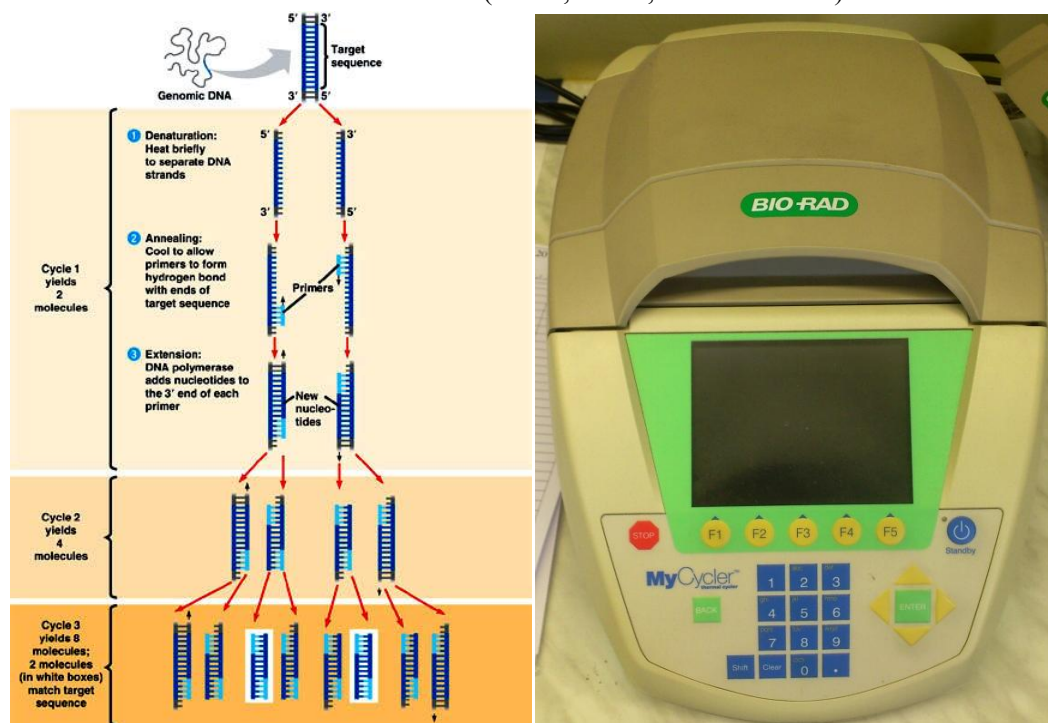 5' 3'
Target
sequence
Genomic DNA
3' 5'
1 Denaturation:
Heat briefly
to separate DNA
strands
5' 3'
3' 5'
2 Annealing:
Cool to allow
primers to form
hydrogen bond
with ends of
target sequence
Primers
Cycle 1
yields
2
molecules
3 Extension:
DNA polymerase
adds nucleotides to
the 3' end of each
primer
New
nucleo-
tides
Cycle 2
yields
4
molecules
Cycle 3
yields 8
molecules;
2 molecules
(in white boxes)
match target
sequence
BIO-RAD
STOP
F1 F2 F3 F4 F5
Standby
MyCycler™
thermal cycler
BACK
1 2 3
4 5 6
7 8 9
Shift Clear 0 .
ENTER
20